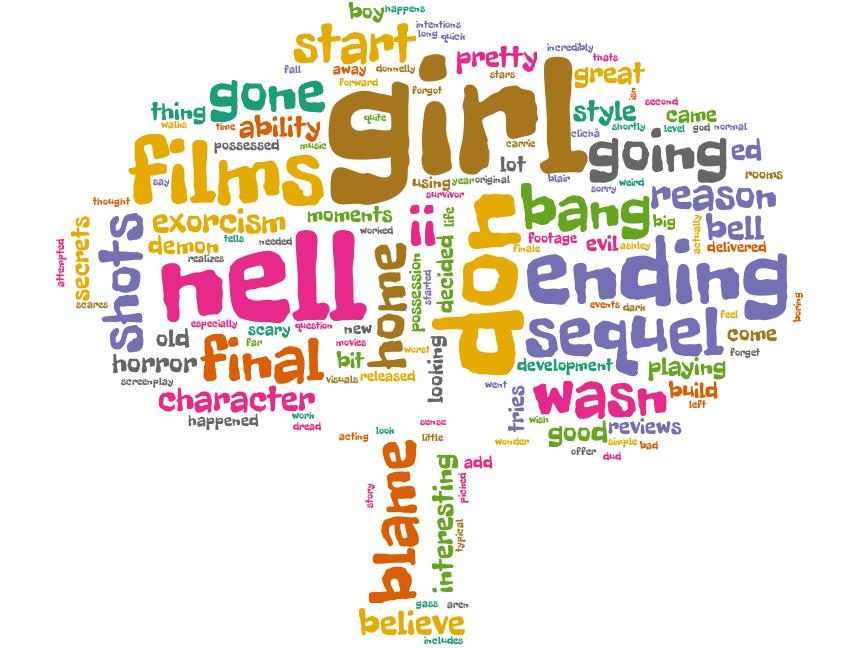 boy happens
intentions
start long quick
pretty incredibly
thats
fall away donnelly stars great
forward
gone forgot girl isn
thing style second
walks time ability quite came
possessed music carrie clichã shortly level god normal
films lot going ed
say using year original blair rooms
survivor sorry weird
thought don bang reason
secrets shots exorcism moments ii life big actually bell
demon tells needed worked footage evil ashley delivered
attempted realizes finale
nell home possession decided ending
scares started events dark boring
especially scary question new sequel feel
old far movies come
horror final bit worst looking forget
screenplay visuals released development playing
character went tries wasn build
left
happened work wish
dread good reviews
sense wonder simple bad
acting look little offer dud
blame interesting add
story picked
typical
gass aren
believe
includes